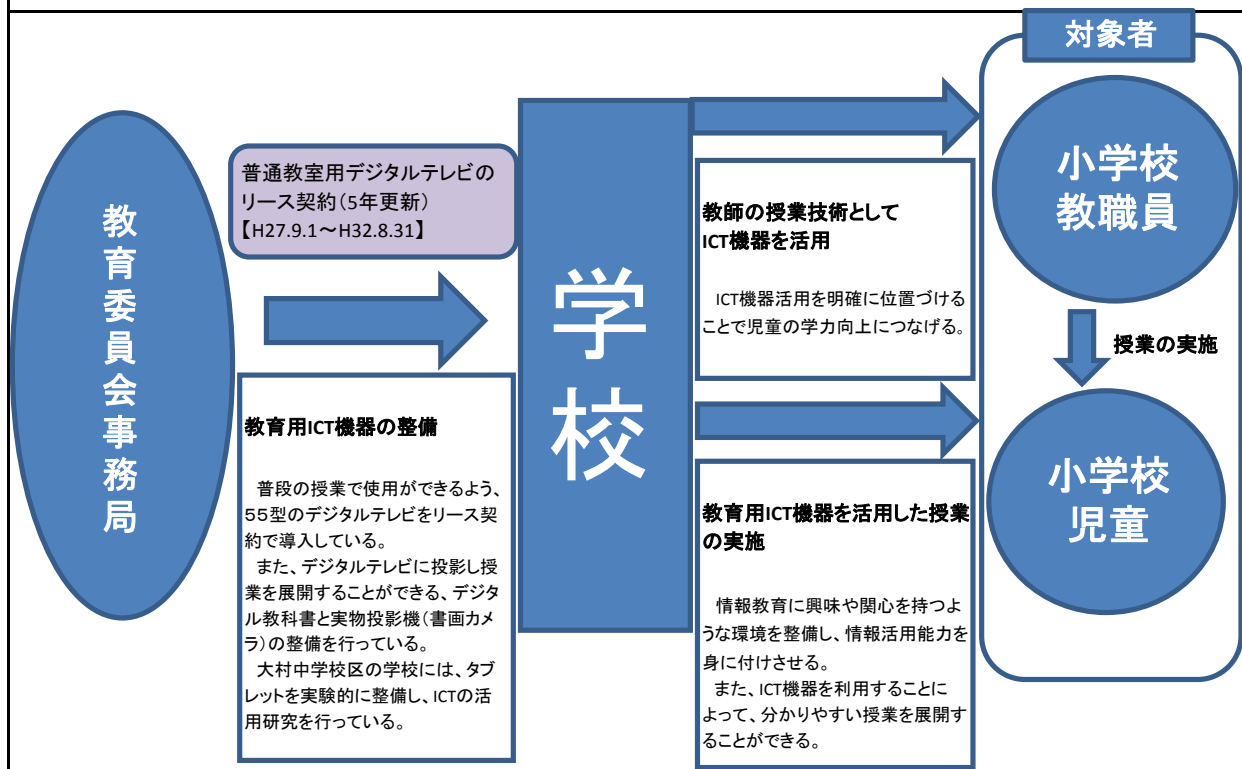 教育委員会事務局
普通教室用デジタルテレビの
リース契約（5年更新）
【H27.9.1～H32.8.31】
教育用ICT機器の整備
普段の授業で使用ができるよう、
５５型のデジタルテレビをリース契
約で導入している。
また、デジタルテレビに投影し授
業を展開することができる、デジタ
ル教科書と実物投影機（書画カメ
ラ）の整備を行っている。
大村中学校区の学校には、タブ
レットを実験的に整備し、ICTの活
用研究を行っている。
学校
教師の授業技術として
ICT機器を活用
ICT機器活用を明確に位置づける
ことで児童の学力向上につなげる。
教育用ICT機器を活用した授業
の実施
情報教育に興味や関心を持つよ
うな環境を整備し、情報活用能力を
身に付けさせる。
また、ICT機器を利用することに
よって、分かりやすい授業を展開す
ることができる。
対象者
小学校
教職員
授業の実施
小学校
児童